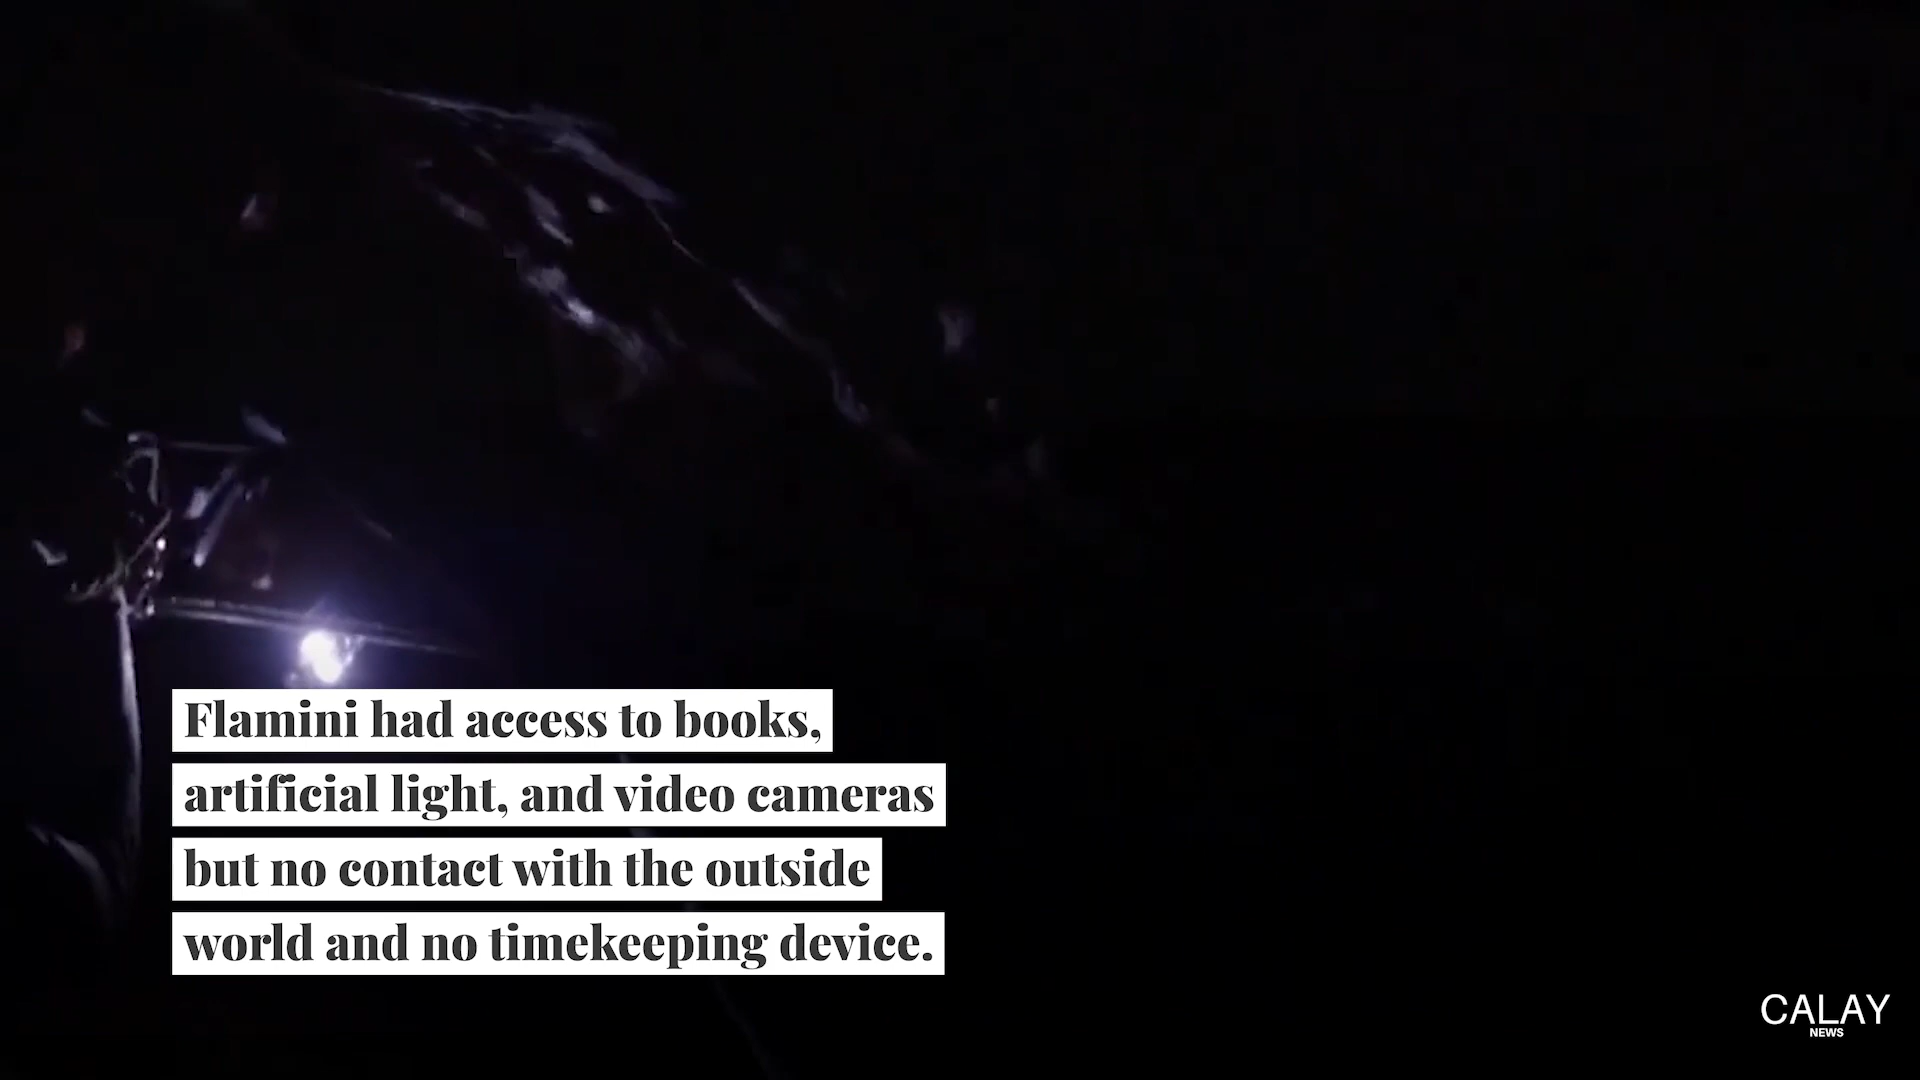 Flamini had access to books,
artificial light, and video cameras
but no contact with the outside
world and no timekeeping device.
CALAY
NEWS